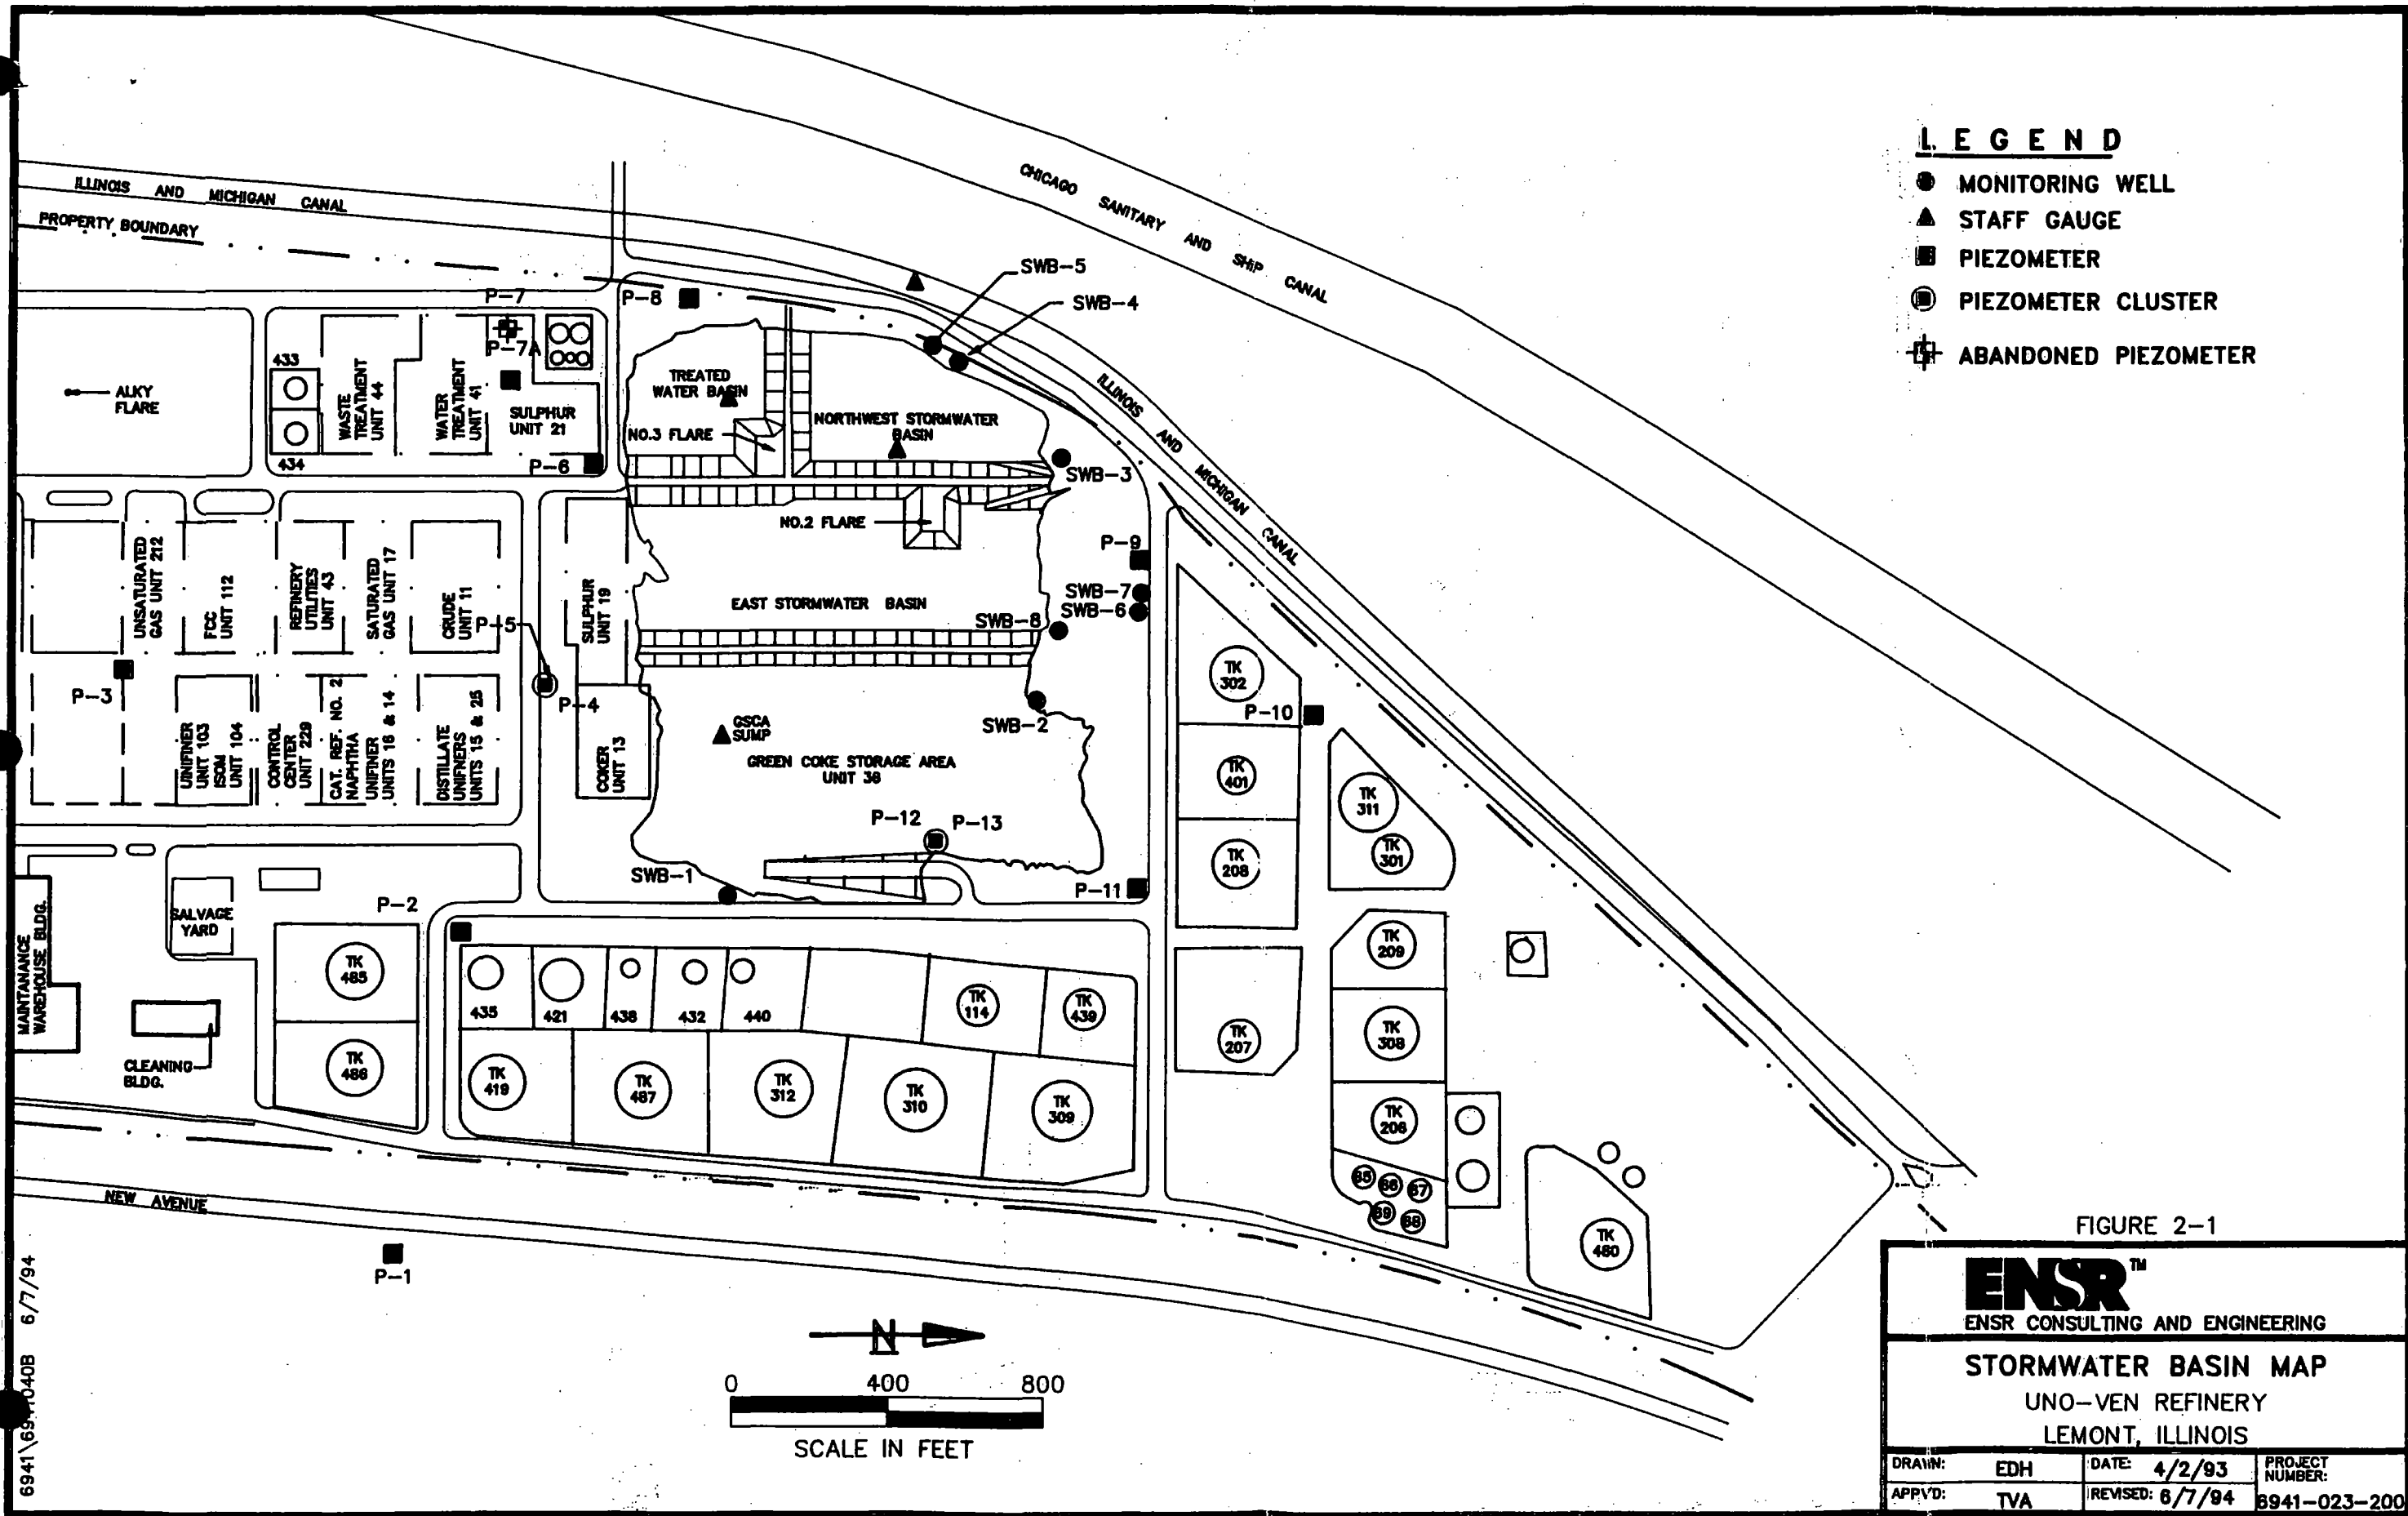 L E G E N D
MONITORING WELL
STAFF GAUGE
PIEZOMETER
PIEZOMETER CLUSTER
ABANDONED PIEZOMETER
CHICAGO SANITARY AND SHIP CANAL
ILLINOIS AND MICHIGAN CANAL
PROPERTY BOUNDARY
ILLINOIS AND MICHIGAN CANAL
SWB-5
SWB-4
P-7
P-8
P-7A
433
434
ALKY
FLARE
WASTE
TREATMENT
UNIT 44
WATER
TREATMENT
UNIT 41
SULPHUR
UNIT 21
P-6
TREATED
WATER BASIN
NO.3 FLARE
NORTHWEST STORMWATER
BASIN
SWB-3
NO.2 FLARE
P-9
SWB-7
SWB-6
SWB-8
EAST STORMWATER BASIN
UNSATURATED
GAS UNIT 212
FCC
UNIT 112
REFINERY
UTILITIES
UNIT 43
SATURATED
GAS UNIT 17
CRUDE
UNIT 11
P-5
SULPHUR
UNIT 19
P-3
P-4
UNIFINER
UNIT 103
ISOM
UNIT 104
CONTROL
CENTER
UNIT 229
CAT. REF. NO. 2
NAPHTHA
UNIFINER
UNITS 16 & 14
DISTILLATE
UNIFINERS
UNITS 15 & 25
COKER
UNIT 13
GSCA
SUMP
GREEN COKE STORAGE AREA
UNIT 36
SWB-2
P-12
P-13
SWB-1
P-11
P-10
TK
302
TK
401
TK
208
TK
311
TK
301
TK
209
TK
308
TK
206
TK
207
65
66
67
69
68
TK
460
MAINTANANCE
WAREHOUSE BLDG.
SALVAGE
YARD
P-2
TK
485
TK
486
CLEANING
BLDG.
435
421
438
432
440
TK
114
TK
439
TK
419
TK
487
TK
312
TK
310
TK
309
NEW AVENUE
P-1
N
0 400 800
SCALE IN FEET
6/7/94
FIGURE 2-1
ENSR™
ENSR CONSULTING AND ENGINEERING
STORMWATER BASIN MAP
UNO-VEN REFINERY
LEMONT, ILLINOIS
DRAWN: EDH
DATE: 4/2/93
PROJECT
NUMBER:
APPV'D: TVA
REVISED: 6/7/94
6941-023-200